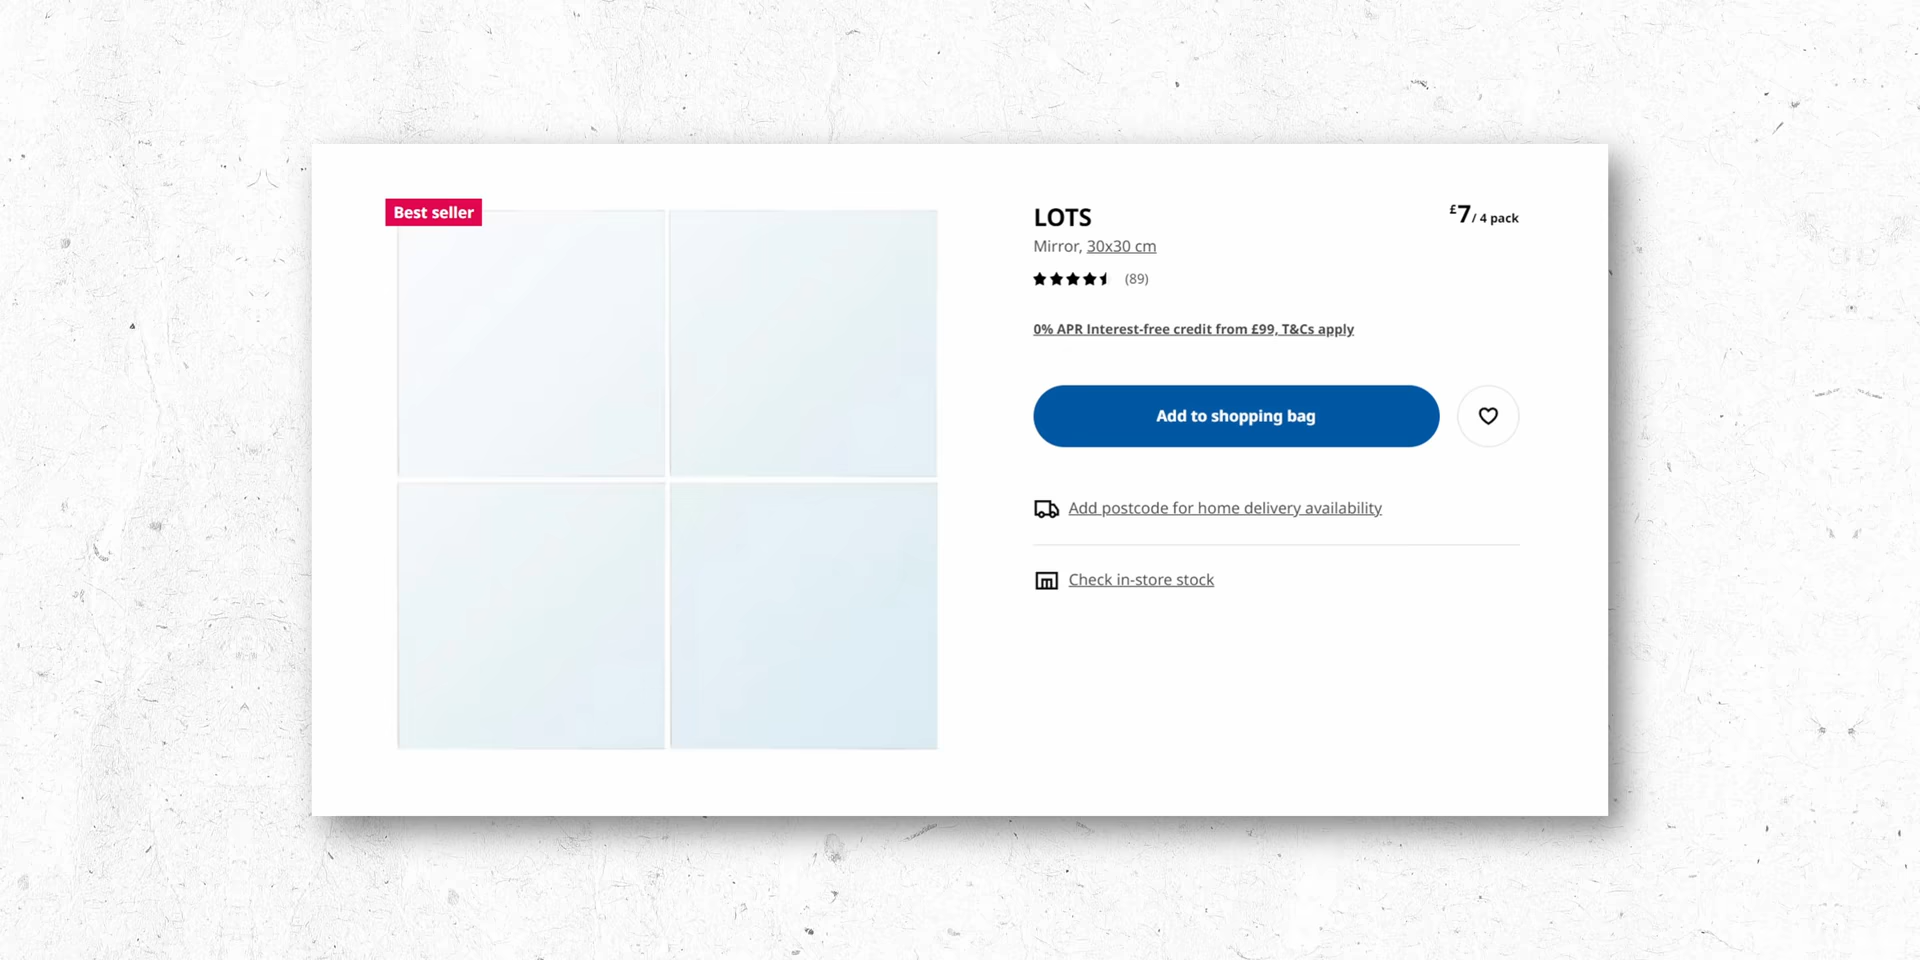 Best seller
LOTS
£7/ 4 pack
Mirror, 30x30 cm
(89)
0% APR Interest-free credit from £99, T&Cs apply
Add to shopping bag
Add postcode for home delivery availability
Check in-store stock